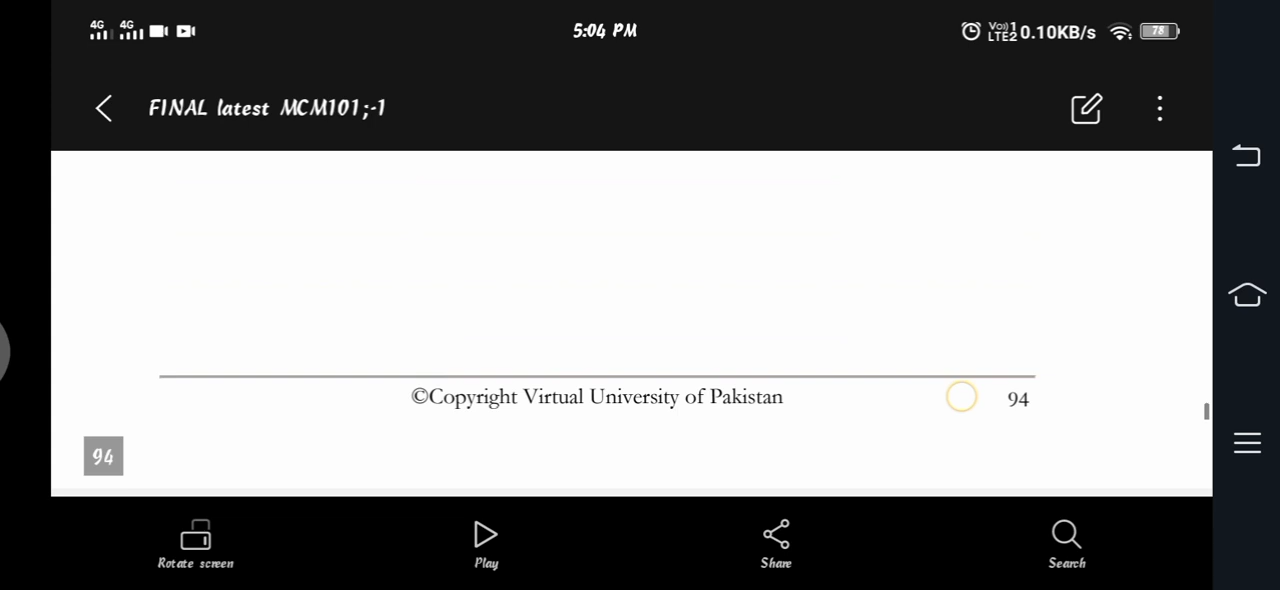 4G 4G 5:04 PM Vo)) 1 LTE2 0.10KB/s 78
FINAL latest MCM101;-1
©Copyright Virtual University of Pakistan 94
94
Rotate screen Play Share Search